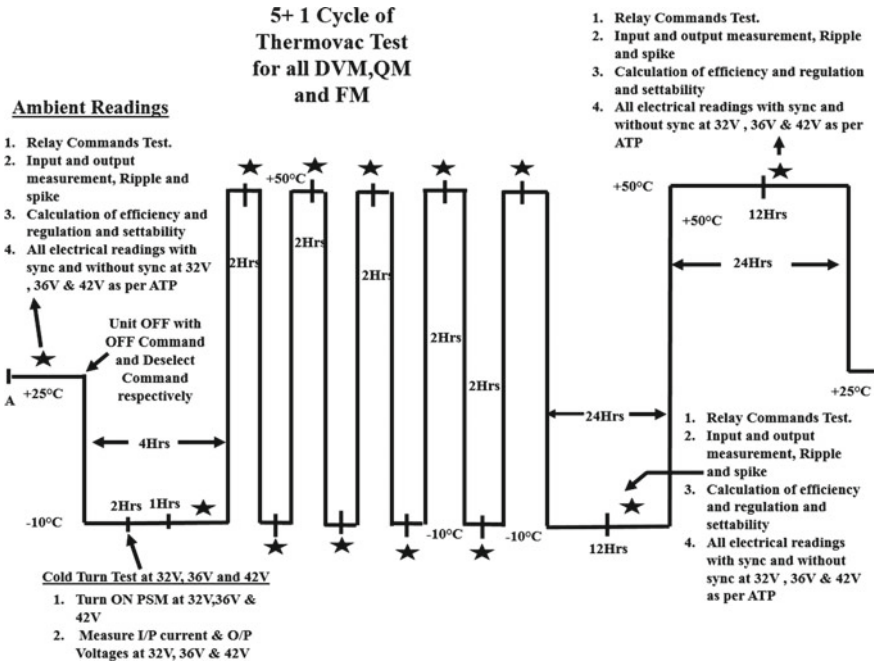 5+ 1 Cycle of
Thermovac Test
for all DVM,QM
and FM
Ambient Readings
1. Relay Commands Test.
2. Input and output
measurement, Ripple and
spike
3. Calculation of efficiency and
regulation and settability
4. All electrical readings with
sync and without sync at 32V
, 36V & 42V as per ATP
1. Relay Commands Test.
2. Input and output measurement, Ripple
and spike
3. Calculation of efficiency and regulation
and settability
4. All electrical readings with sync and
without sync at 32V , 36V & 42V as per
ATP
+50°C
+50°C
12Hrs
+50°C
2Hrs
2Hrs
2Hrs
24Hrs
Unit OFF with
OFF Command
and Deselect
Command
respectively
2Hrs
2Hrs
A
+25°C
+25°C
4Hrs
24Hrs
1. Relay Commands Test.
2. Input and output
measurement, Ripple
and spike
3. Calculation of efficiency
and regulation and
settability
4. All electrical readings
with sync and without
sync at 32V , 36V & 42V
as per ATP
-10°C
2Hrs
1Hrs
-10°C
-10°C
12Hrs
Cold Turn Test at 32V, 36V and 42V
1. Turn ON PSM at 32V,36V &
42V
2. Measure I/P current & O/P
Voltages at 32V, 36V & 42V